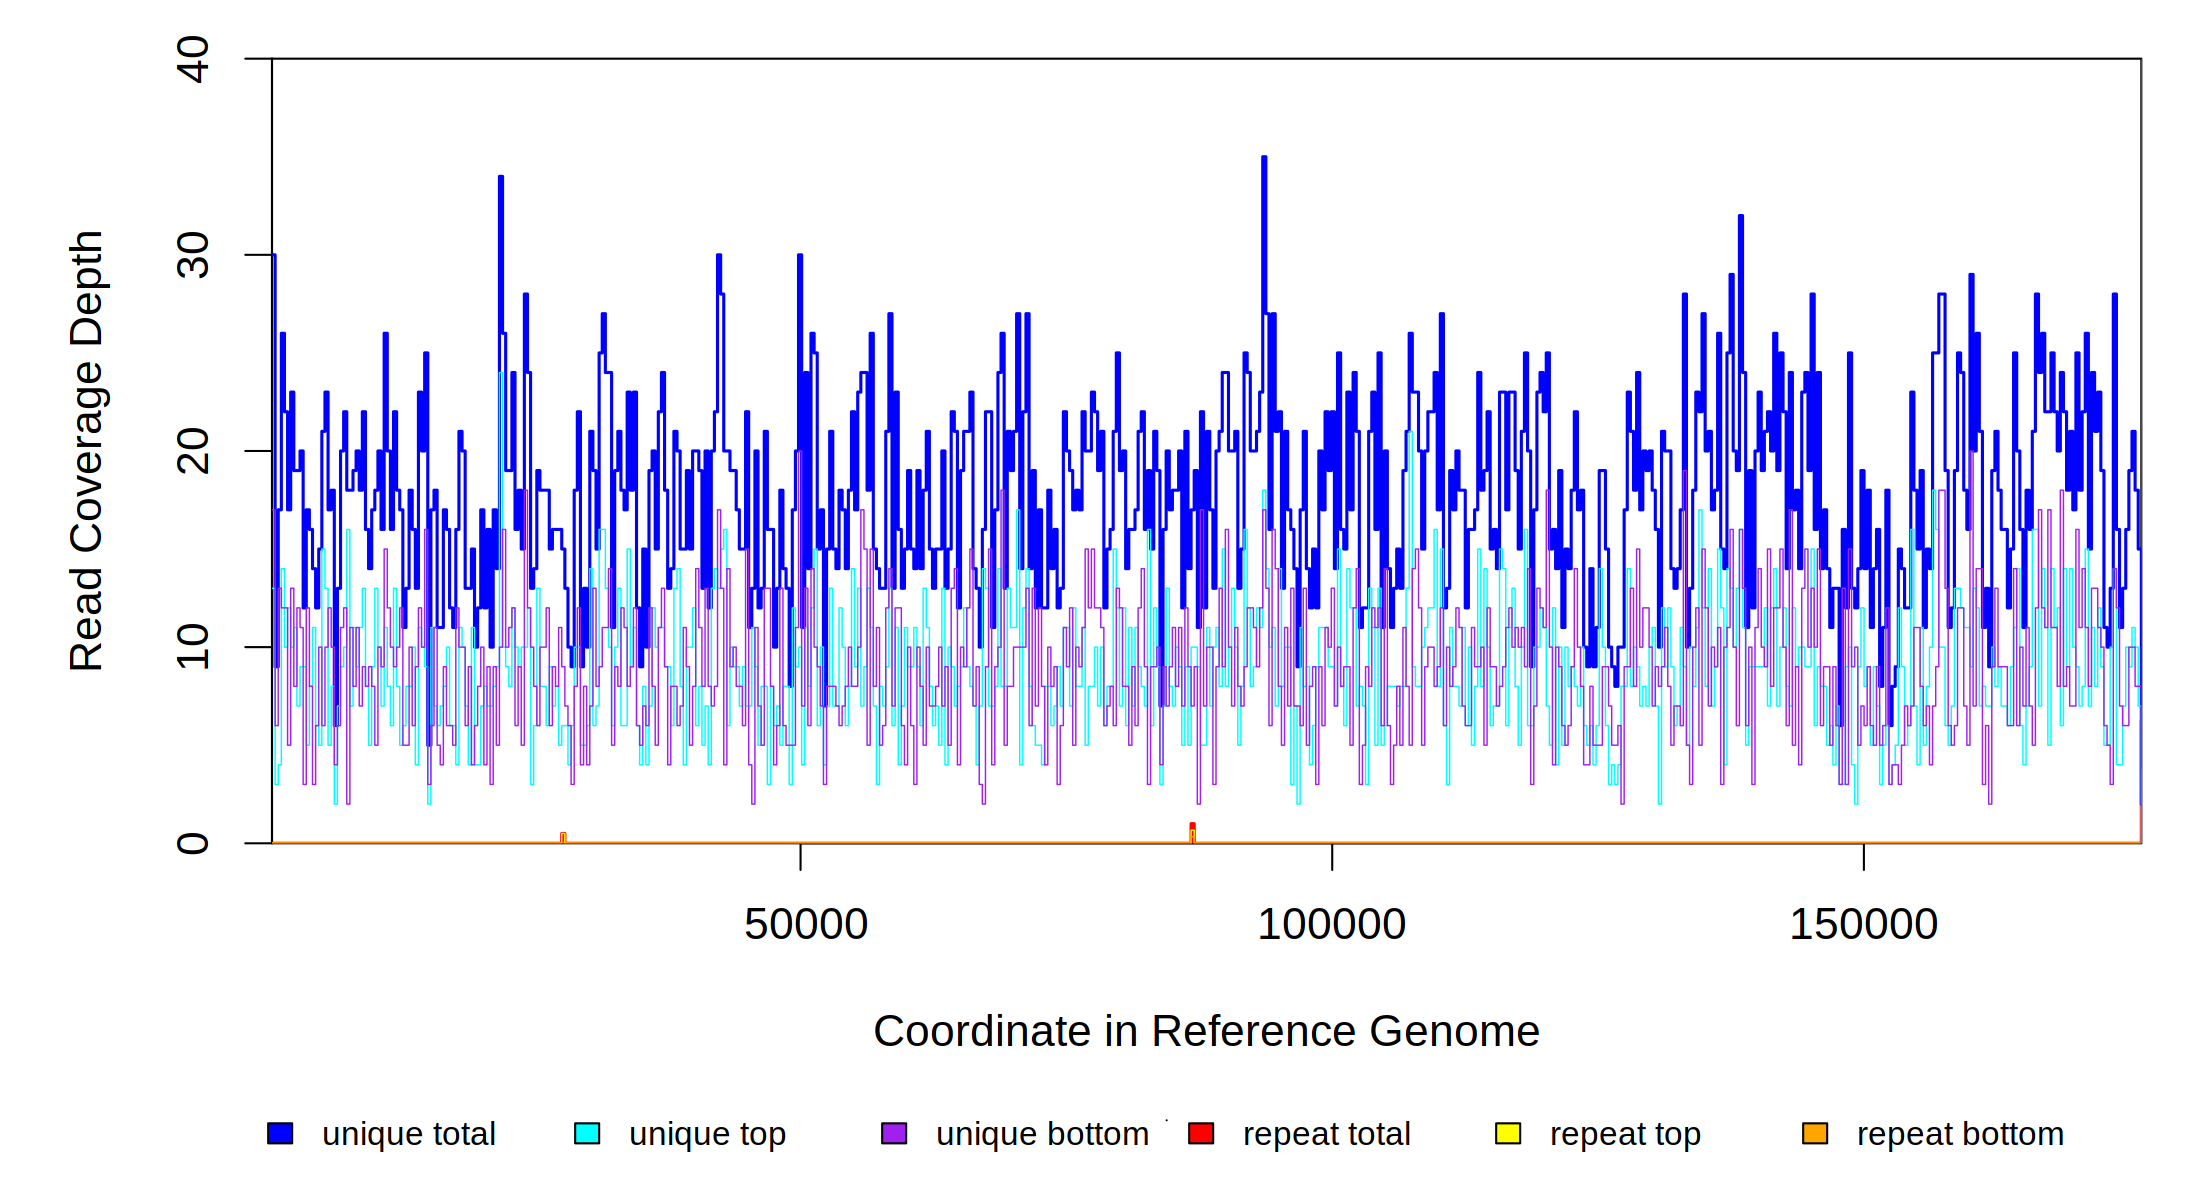 40
30
20
10
0
Read Coverage Depth
50000 100000 150000
Coordinate in Reference Genome
unique total unique top unique bottom repeat total repeat top repeat bottom